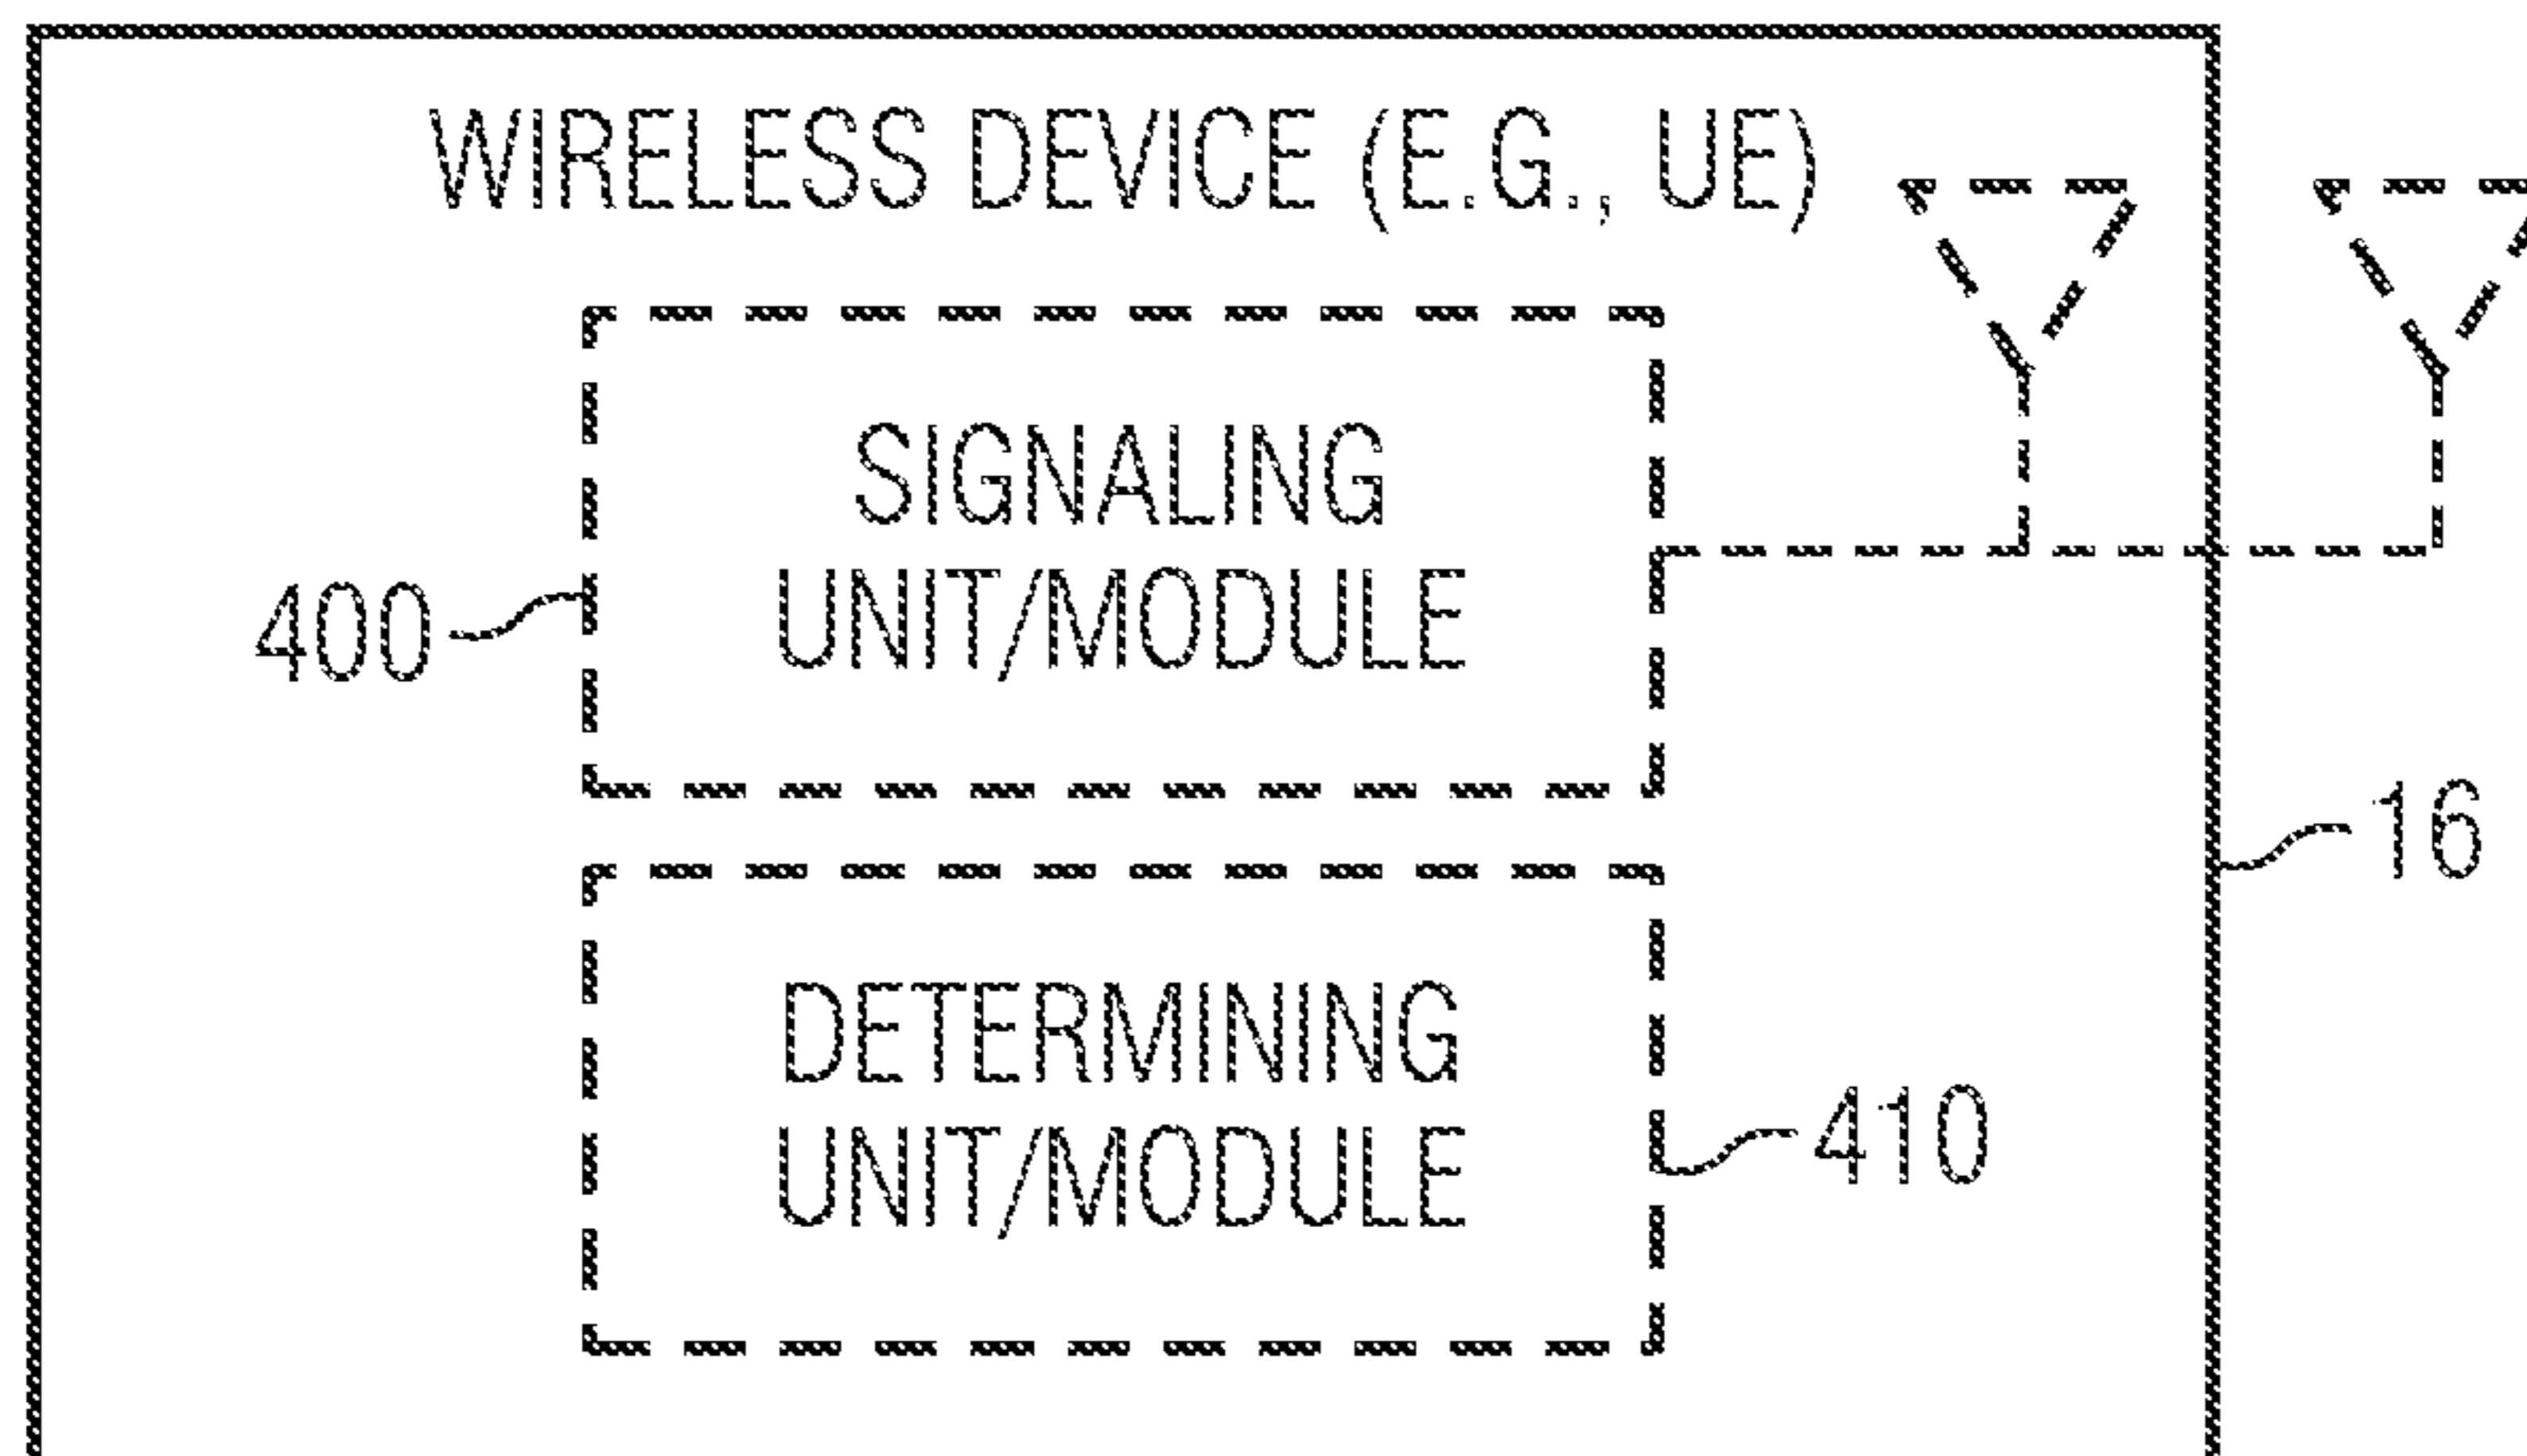 WIRELESS DEVICE (E.G., UE)
SIGNALING
UNIT/MODULE
400
16
DETERMINING
UNIT/MODULE
410